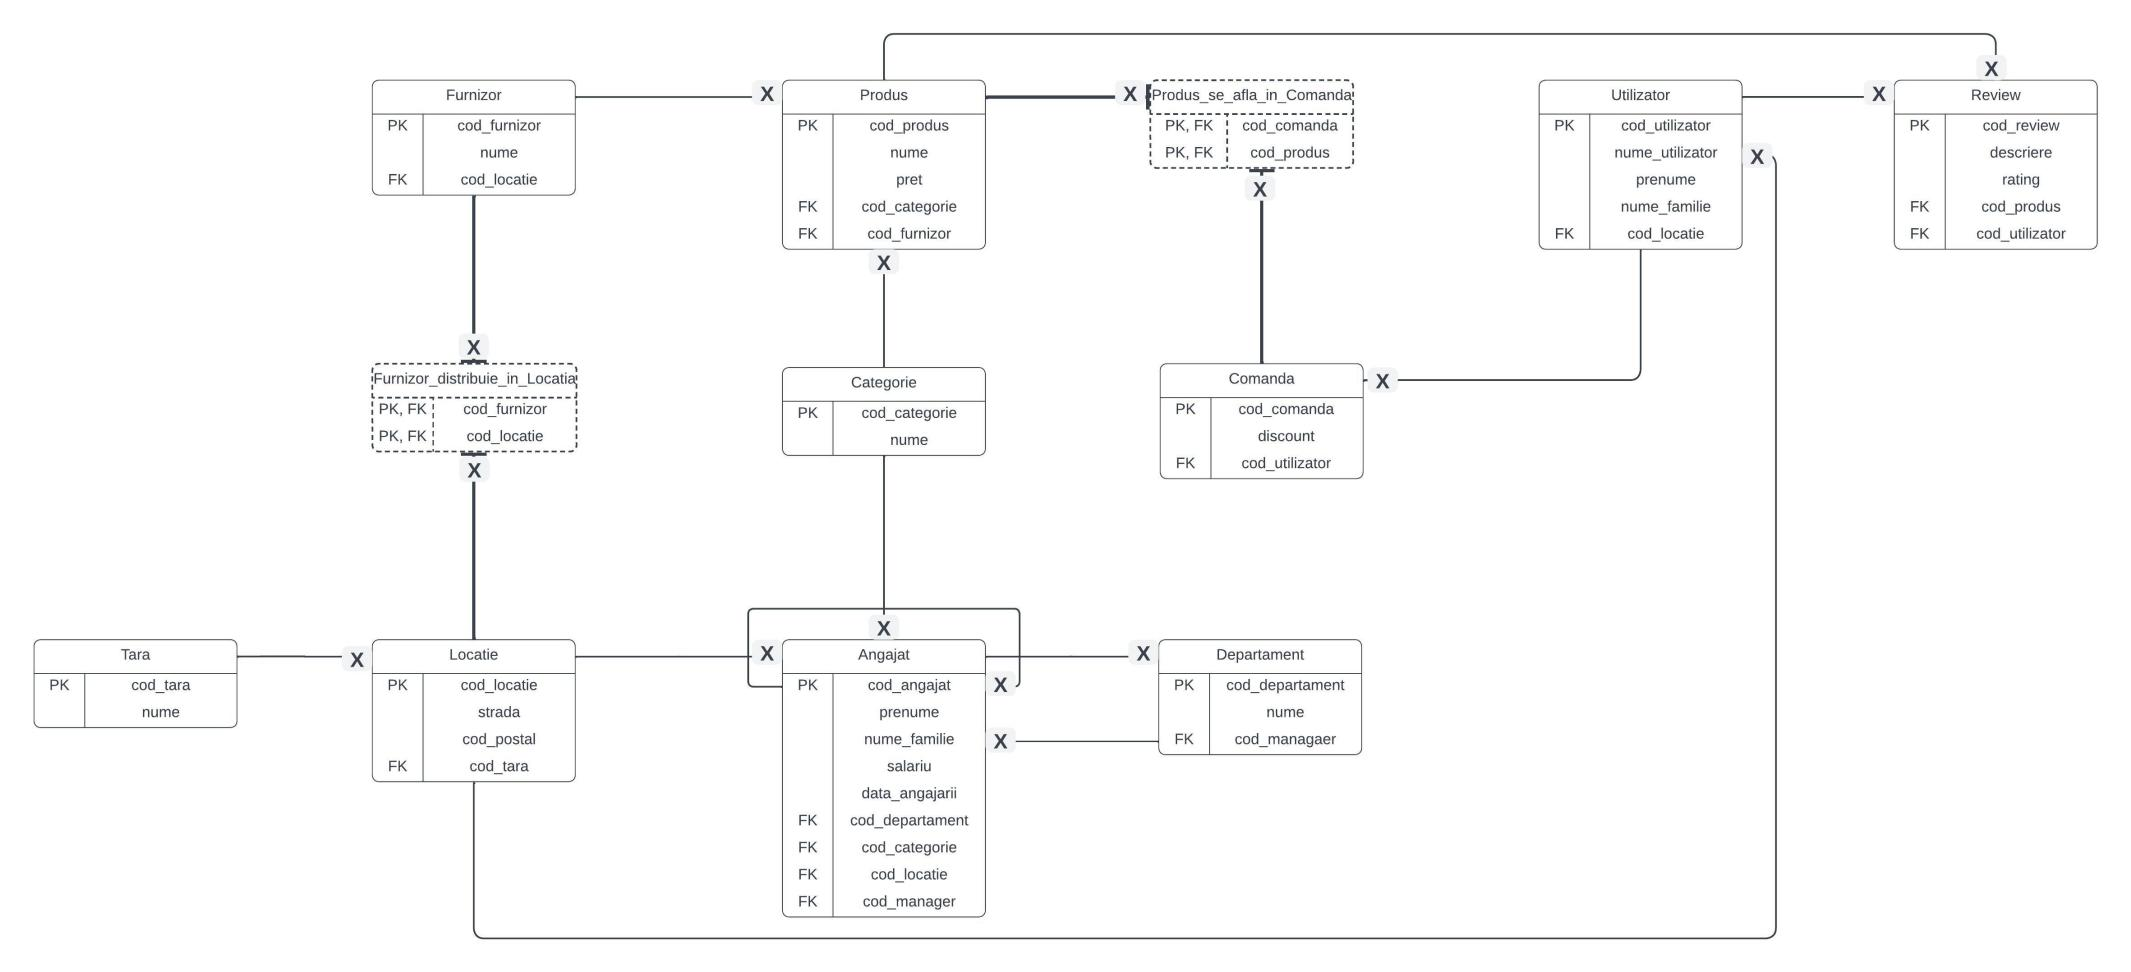 X
Furnizor
PK cod_furnizor
nume
FK cod_locatie
X
Produs
PK cod_produs
nume
pret
FK cod_categorie
FK cod_furnizor
X
X
Produs_se_afla_in_Comanda
PK, FK cod_comanda
PK, FK cod_produs
X
Utilizator
PK cod_utilizator
nume_utilizator
prenume
nume_familie
FK cod_locatie
X
X
Review
PK cod_review
descriere
rating
FK cod_produs
FK cod_utilizator
X
Furnizor_distribuie_in_Locatia
PK, FK cod_furnizor
PK, FK cod_locatie
X
Categorie
PK cod_categorie
nume
Comanda
PK cod_comanda
discount
FK cod_utilizator
X
Tara
PK cod_tara
nume
X
Locatie
PK cod_locatie
strada
cod_postal
FK cod_tara
X
X
Angajat
PK cod_angajat
prenume
nume_familie
salariu
data_angajarii
FK cod_departament
FK cod_categorie
FK cod_locatie
FK cod_manager
X
X
X
Departament
PK cod_departament
nume
FK cod_managaer